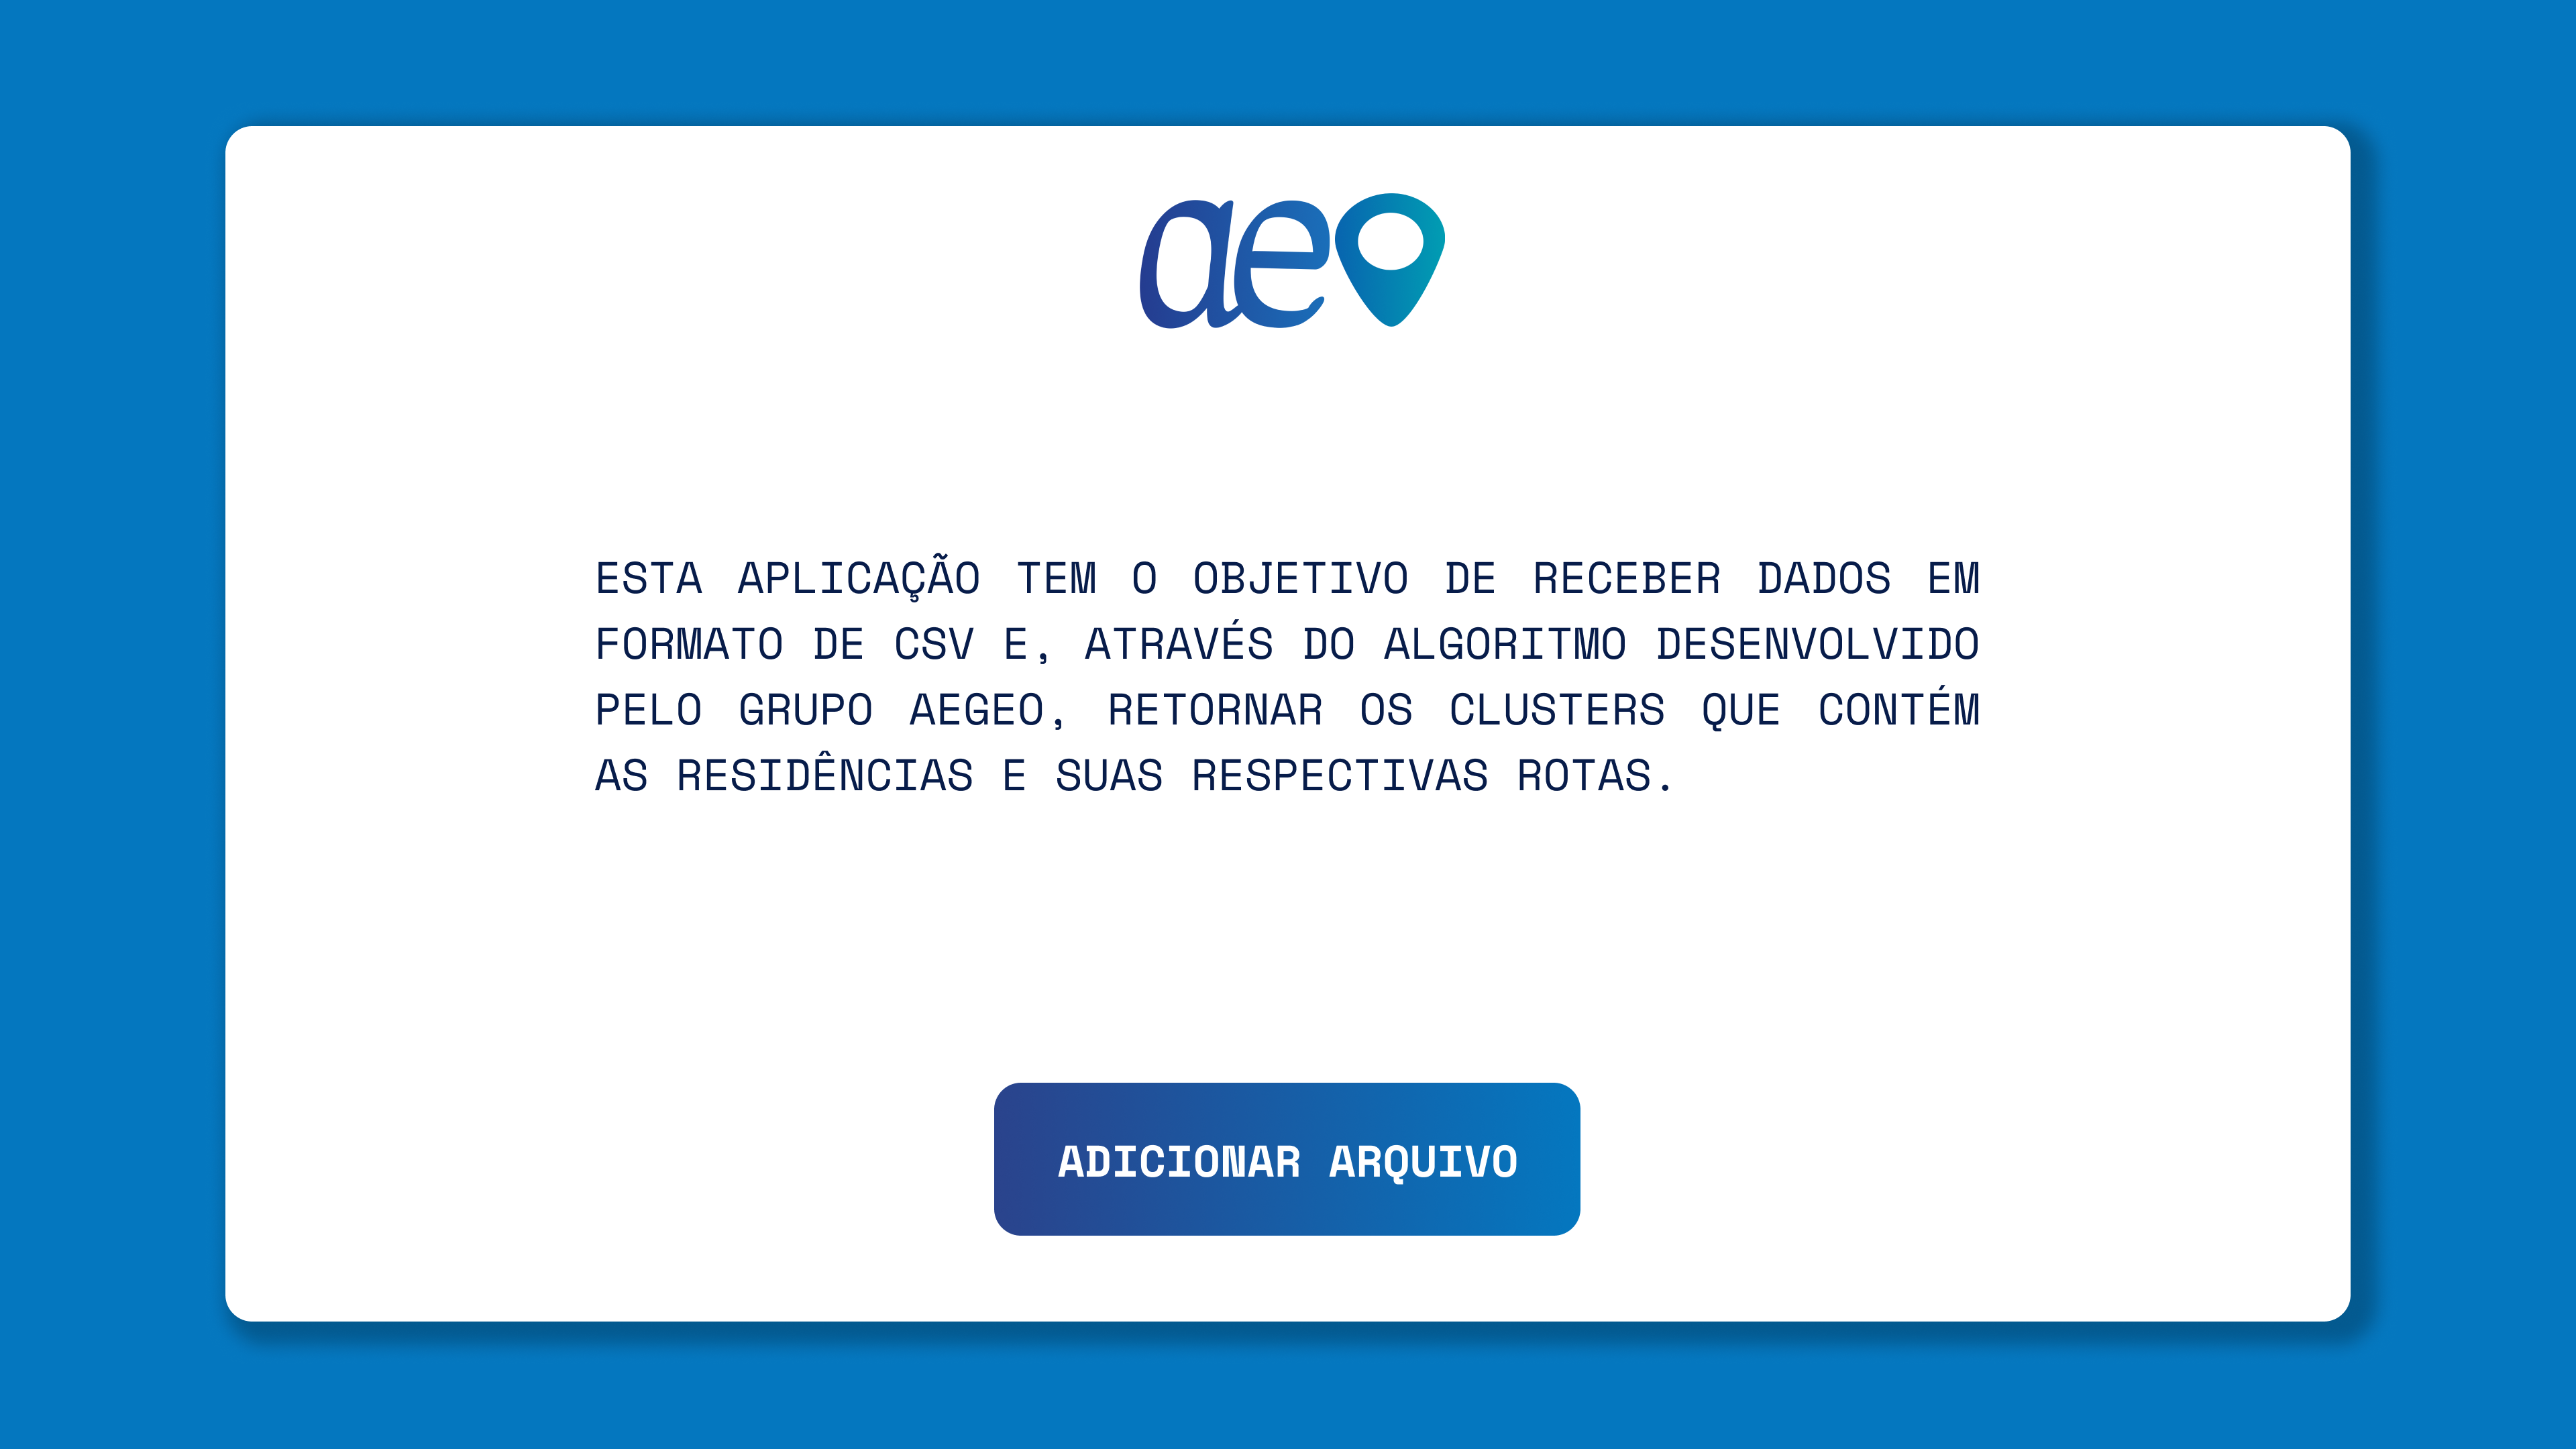 ae
ESTA APLICAÇÃO TEM O OBJETIVO DE RECEBER DADOS EM
FORMATO DE CSV E, ATRAVÉS DO ALGORITMO DESENVOLVIDO
PELO GRUPO AEGEO, RETORNAR OS CLUSTERS QUE CONTÉM
AS RESIDÊNCIAS E SUAS RESPECTIVAS ROTAS.
ADICIONAR ARQUIVO